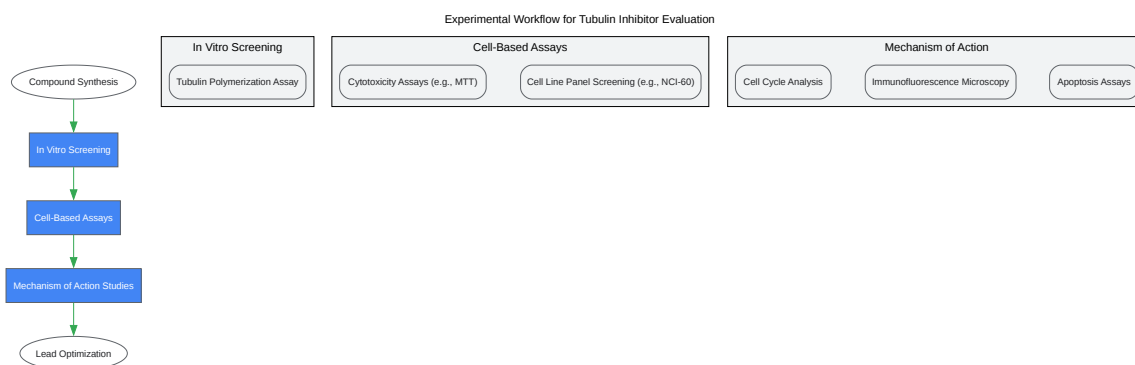 Experimental Workflow for Tubulin Inhibitor Evaluation
In Vitro Screening
Cell-Based Assays
Mechanism of Action
Compound Synthesis
Tubulin Polymerization Assay
Cytotoxicity Assays (e.g., MTT)
Cell Line Panel Screening (e.g., NCI-60)
Cell Cycle Analysis
Immunofluorescence Microscopy
Apoptosis Assays
In Vitro Screening
Cell-Based Assays
Mechanism of Action Studies
Lead Optimization